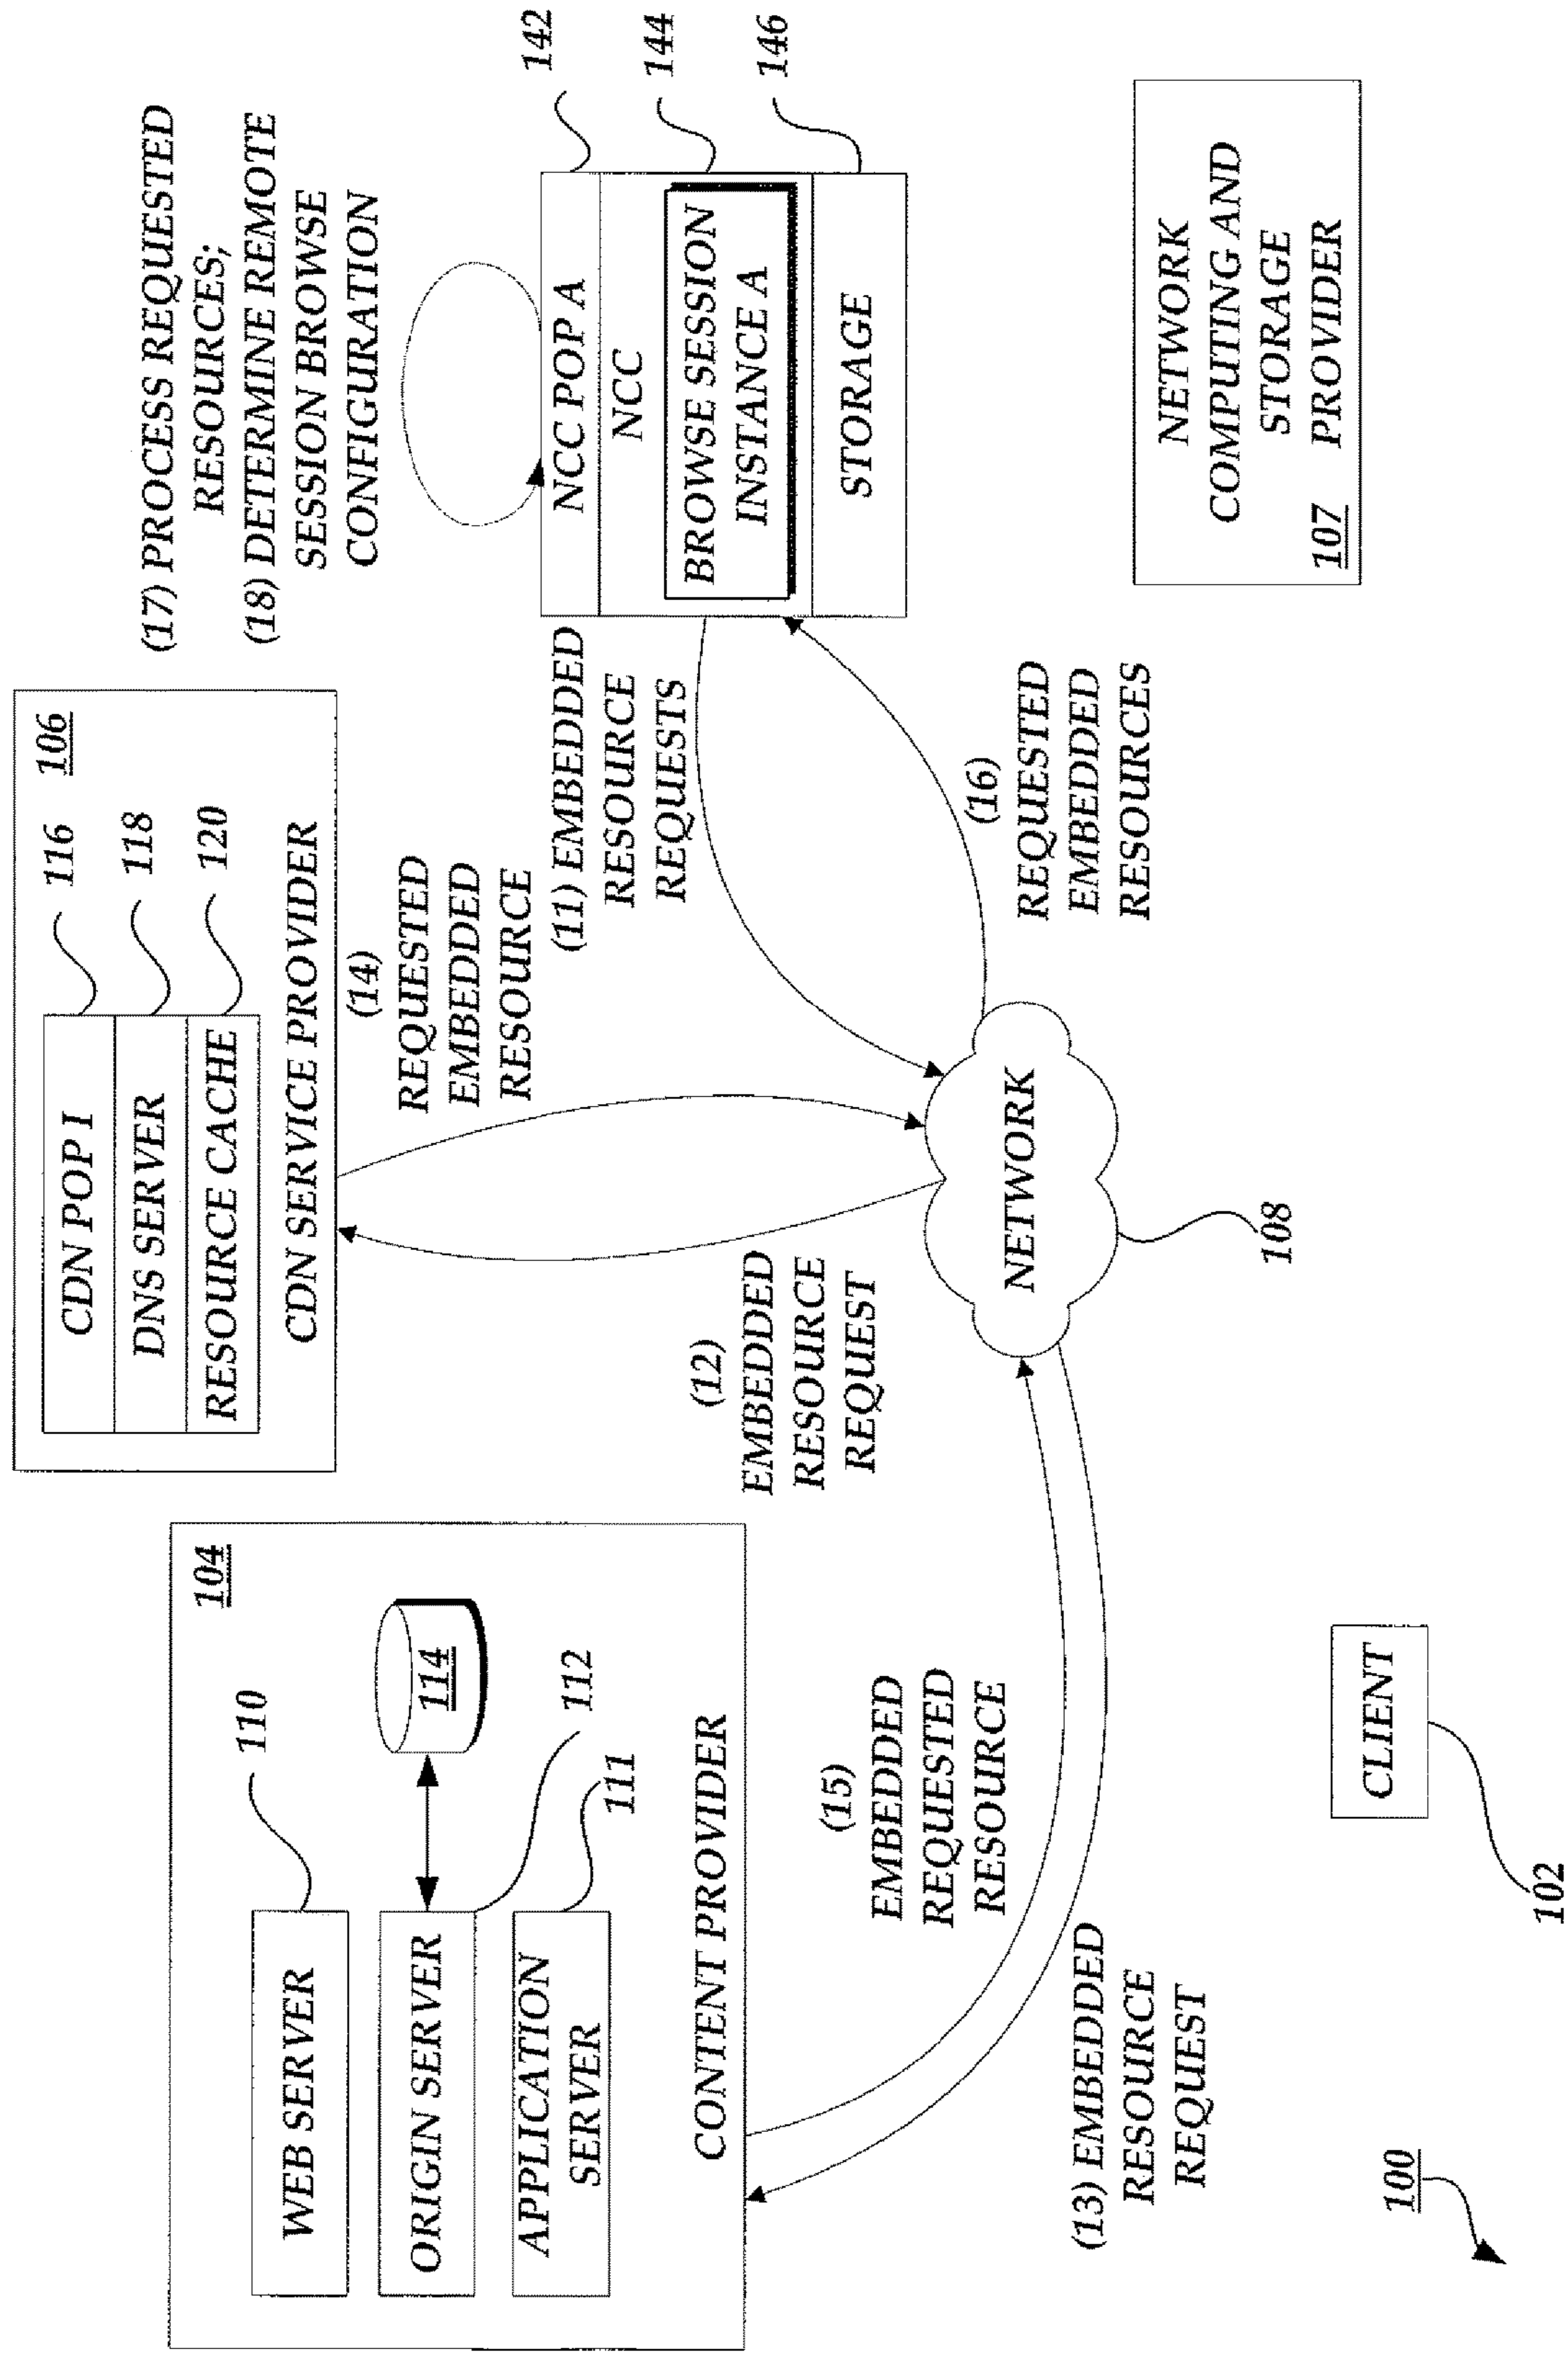 (17) PROCESS REQUESTED
RESOURCES;
(18) DETERMINE REMOTE
SESSION BROWSE
CONFIGURATION
106
116
118
120
CDN POP I
DNS SERVER
RESOURCE CACHE
CDN SERVICE PROVIDER
104
110
WEB SERVER
114
ORIGIN SERVER
112
APPLICATION
SERVER
111
CONTENT PROVIDER
(14)
REQUESTED
EMBEDDED
RESOURCE
(11) EMBEDDED
RESOURCE
REQUESTS
142
144
146
NCC POP A
NCC
BROWSE SESSION
INSTANCE A
STORAGE
(12)
EMBEDDED
RESOURCE
REQUEST
(15)
EMBEDDED
REQUESTED
RESOURCE
(16)
REQUESTED
EMBEDDED
RESOURCES
NETWORK
108
(13) EMBEDDED
RESOURCE
REQUEST
NETWORK
COMPUTING AND
STORAGE
PROVIDER
107
CLIENT
102
100